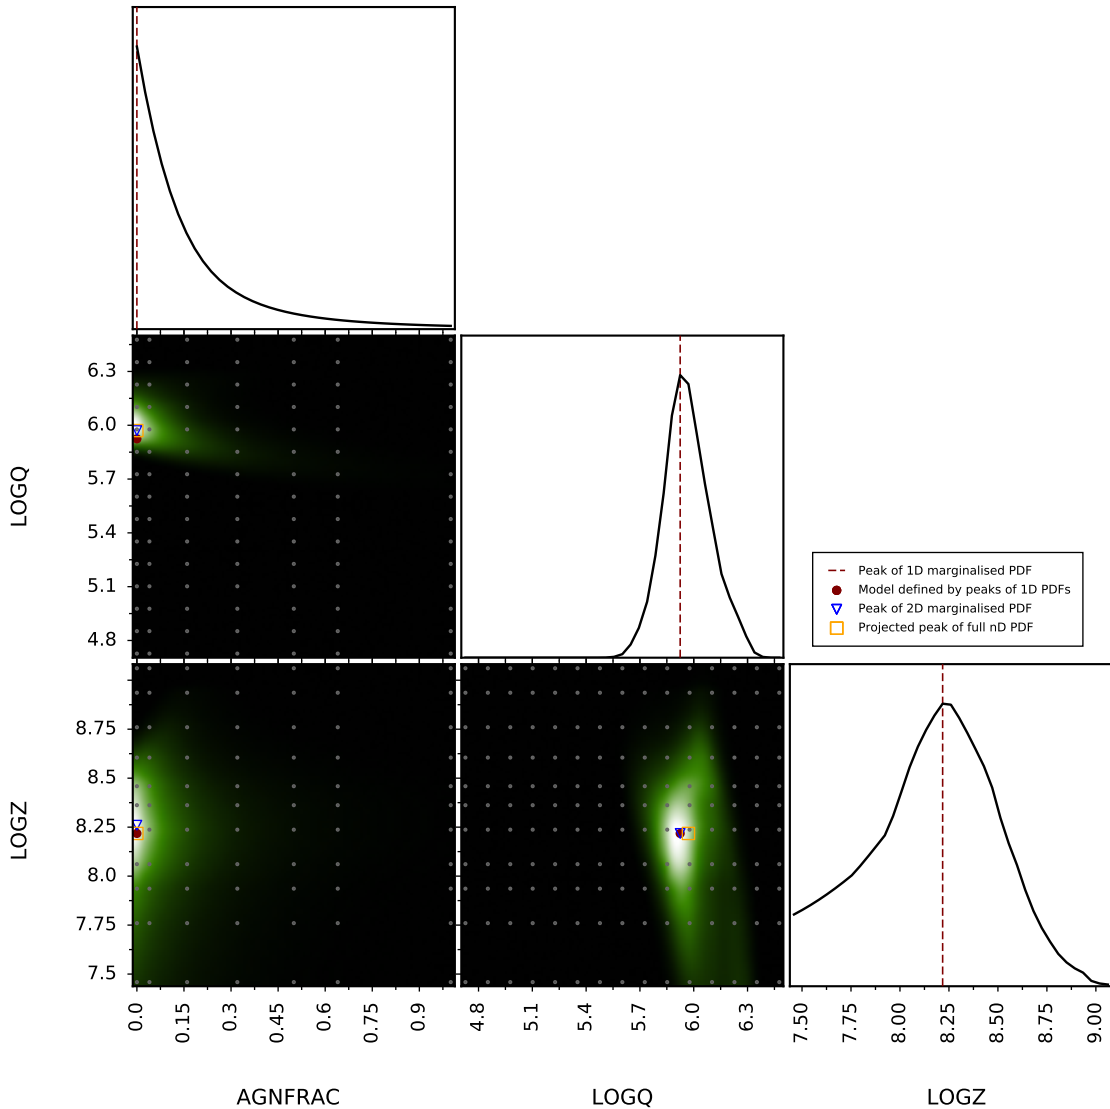 6.3
6.0
5.7
5.4
5.1
4.8
LOGQ
Peak of 1D marginalised PDF
Model defined by peaks of 1D PDFs
Peak of 2D marginalised PDF
Projected peak of full nD PDF
8.75
8.5
8.25
8.0
7.75
7.5
LOGZ
0.0 0.15 0.3 0.45 0.6 0.75 0.9
4.8 5.1 5.4 5.7 6.0 6.3
7.50 7.75 8.00 8.25 8.50 8.75 9.00
AGNFRAC
LOGQ
LOGZ